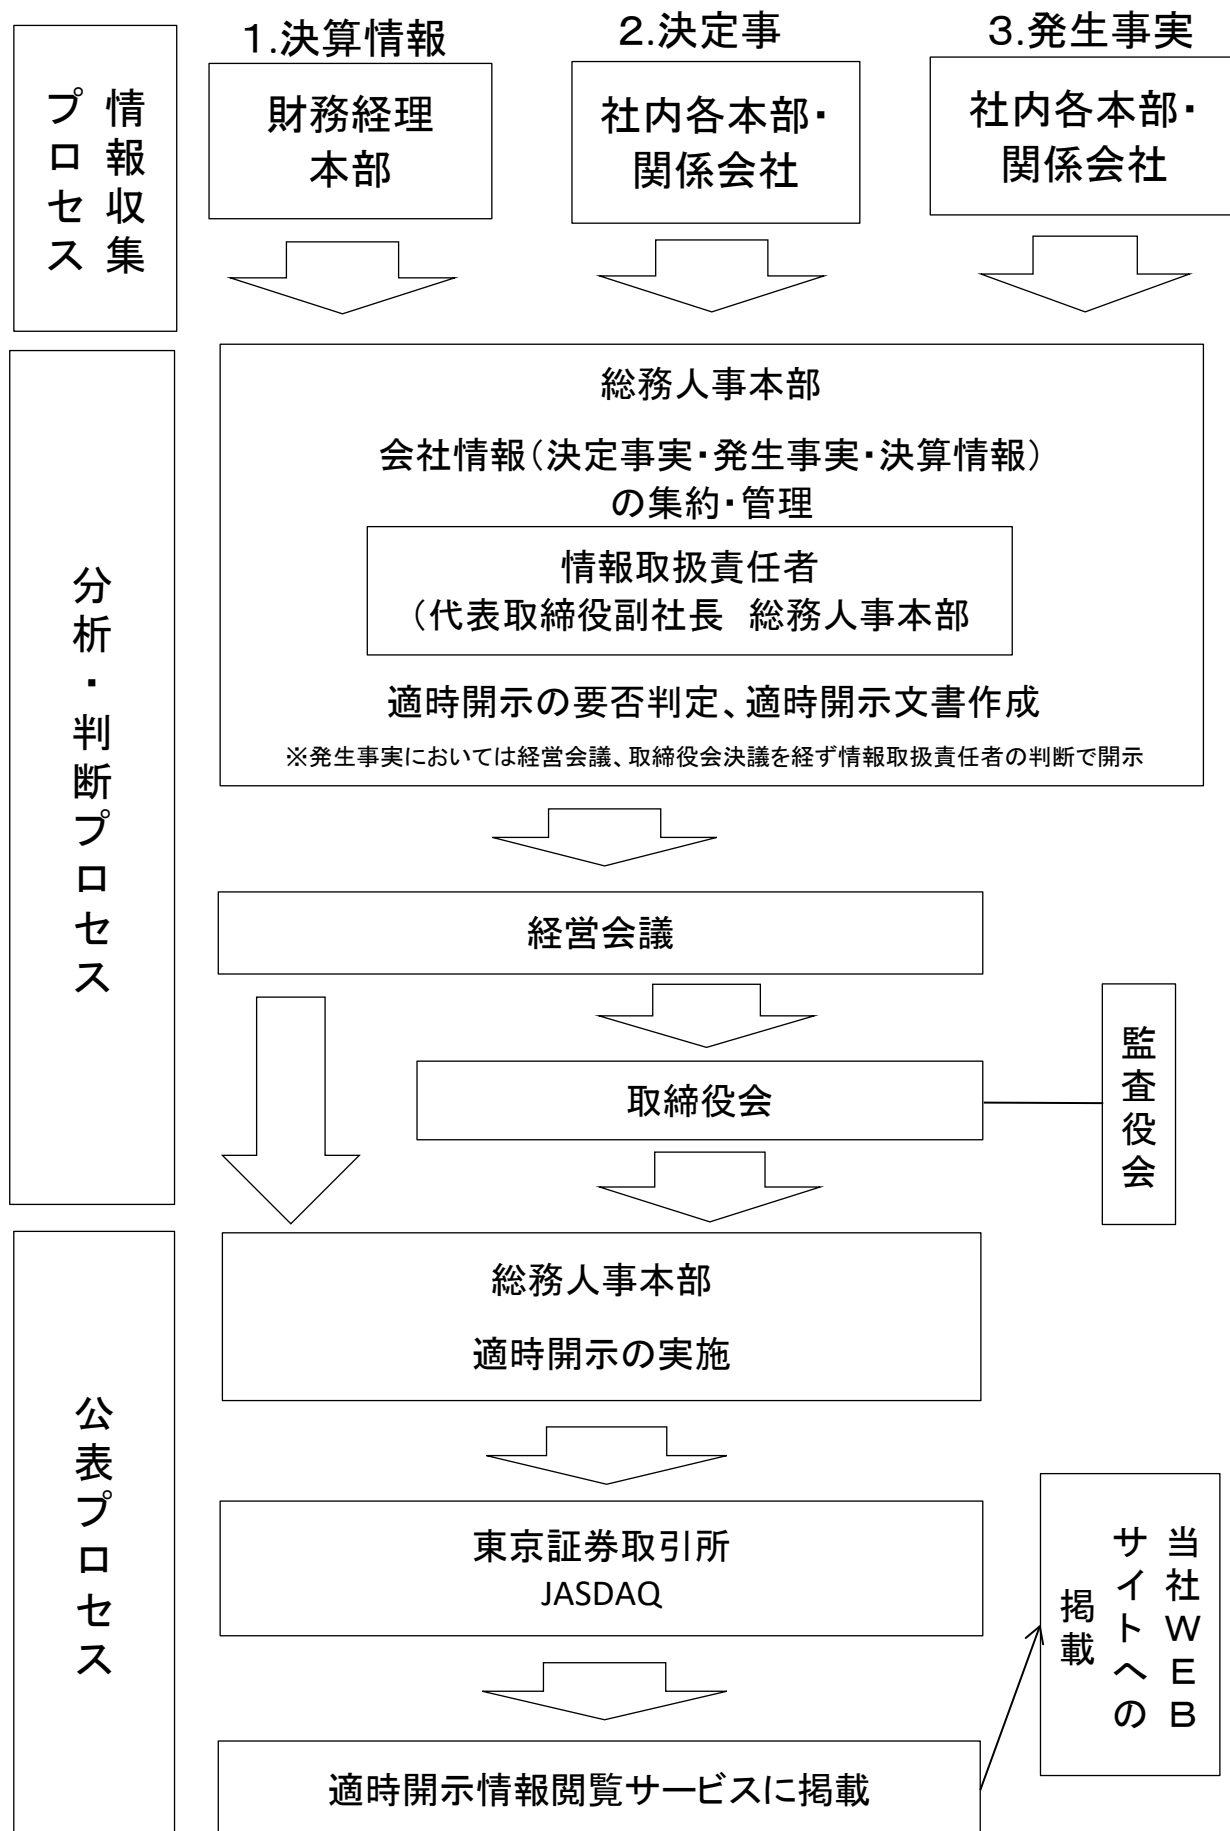 1.決算情報
2.決定事
3.発生事実
情報収集
プロセス
財務経理
本部
社内各本部・
関係会社
社内各本部・
関係会社
分析・判断プロセス
総務人事本部
会社情報(決定事実・発生事実・決算情報)
の集約・管理
情報取扱責任者
(代表取締役副社長 総務人事本部
適時開示の要否判定、適時開示文書作成
※発生事実においては経営会議、取締役会決議を経ず情報取扱責任者の判断で開示
経営会議
取締役会
監査役会
公表プロセス
総務人事本部
適時開示の実施
東京証券取引所
JASDAQ
当社WEB
サイトへの
掲載
適時開示情報閲覧サービスに掲載